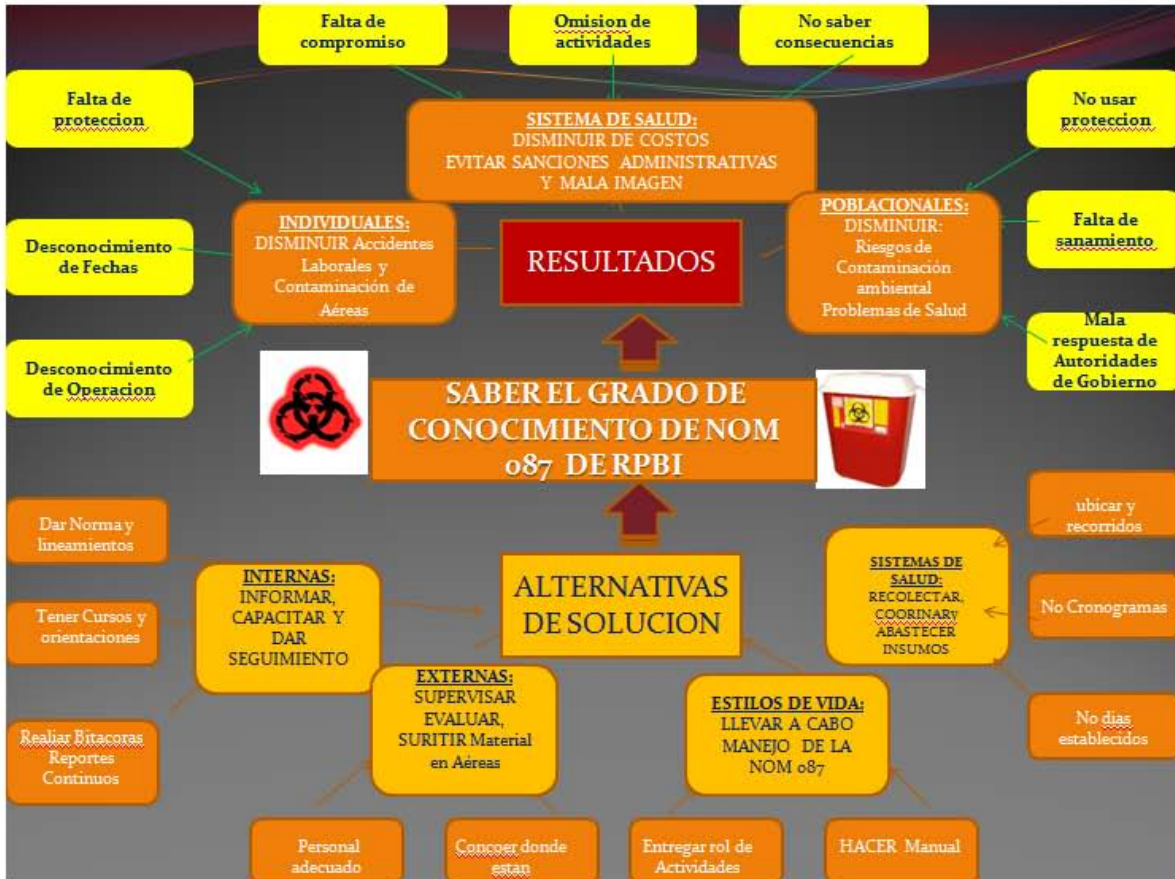 Falta de
compromiso
Omision de
actividades
No saber
consecuencias
Falta de
proteccion
SISTEMA DE SALUD:
DISMINUIR DE COSTOS
EVITAR SANCIONES ADMINISTRATIVAS
Y MALA IMAGEN
No usar
proteccion
INDIVIDUALES:
DISMINUIR Accidentes
Laborales y
Contaminación de
Aéreas
RESULTADOS
POBLACIONALES:
DISMINUIR:
Riesgos de
Contaminación
ambiental
Problemas de Salud
Desconocimiento
de Fechas
Falta de
sanamiento
Desconocimiento
de Operacion
Mala
respuesta de
Autoridades
de Gobierno
SABER EL GRADO DE
CONOCIMIENTO DE NOM
087 DE RPBI
Dar Norma y
lineamientos
INTERNAS:
INFORMAR,
CAPACITAR Y
DAR
SEGUIMIENTO
ALTERNATIVAS
DE SOLUCION
SISTEMAS DE
SALUD:
RECOLECTAR,
COORINARy
ABASTECER
INSUMOS
ubicar y
recorridos
Tener Cursos y
orientaciones
No Cronogramas
EXTERNAS:
SUPERVISAR
EVALUAR,
SURITIR Material
en Aéreas
ESTILOS DE VIDA:
LLEVAR A CABO
MANEJO DE LA
NOM 087
Realiar Bitacoras
Reportes
Continuos
No dias
establecidos
Personal
adecuado
Concoer donde
estan
Entregar rol de
Actividades
HACER Manual